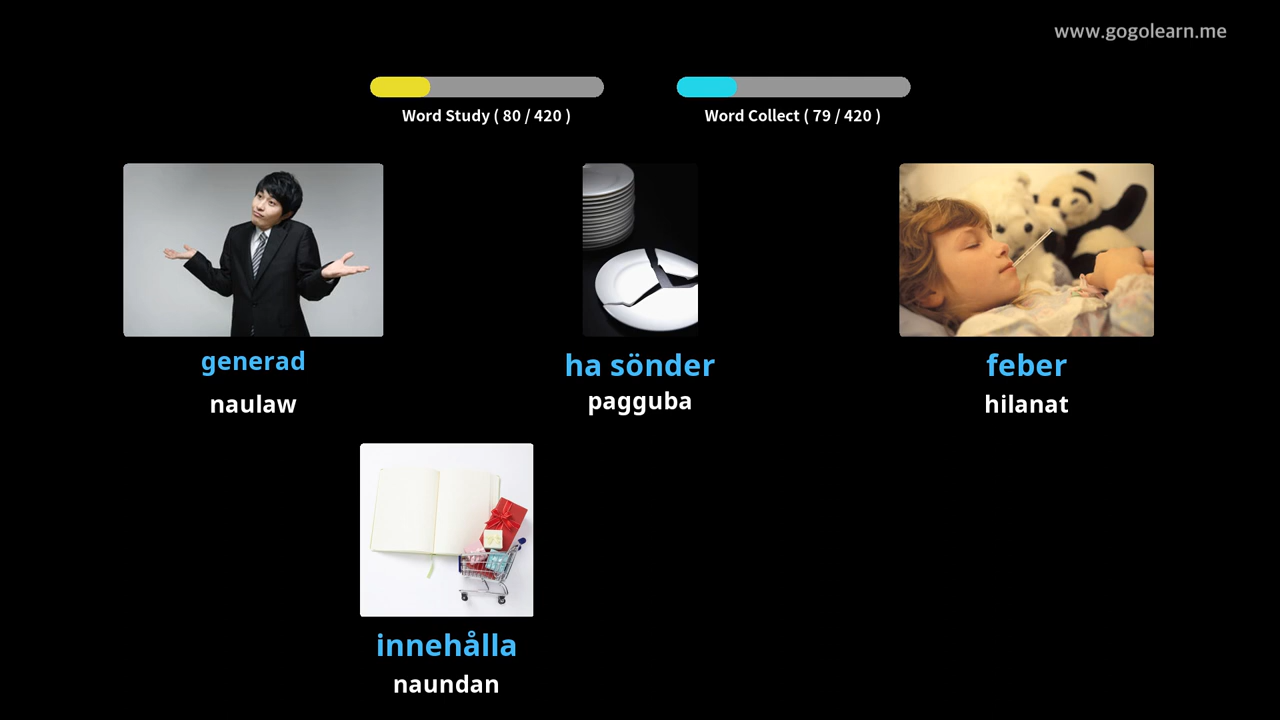 www.gogolearn.me
Word Study ( 80 / 420 )
Word Collect ( 79 / 420 )
generad
naulaw
ha sönder
pagguba
feber
hilanat
innehålla
naundan